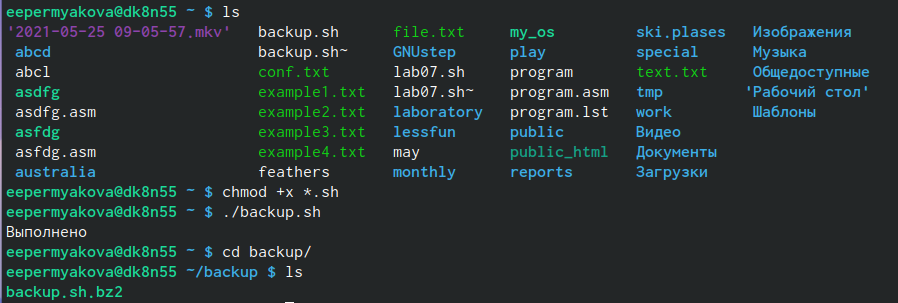 eepermyakova@dk8n55 ~ $ ls
'2021-05-25 09-05-57.mkv' backup.sh file.txt my_os ski.plases Изображения
abcd backup.sh~ GNUstep play special Музыка
abcl conf.txt lab07.sh program text.txt Общедоступные
asdfg example1.txt lab07.sh~ program.asm tmp 'Рабочий стол'
asdfg.asm example2.txt laboratory program.lst work Шаблоны
asfdg example3.txt lessfun public Видео
asfdg.asm example4.txt may public_html Документы
australia feathers monthly reports Загрузки
eepermyakova@dk8n55 ~ $ chmod +x *.sh
eepermyakova@dk8n55 ~ $ ./backup.sh
Выполнено
eepermyakova@dk8n55 ~ $ cd backup/
eepermyakova@dk8n55 ~/backup $ ls
backup.sh.bz2